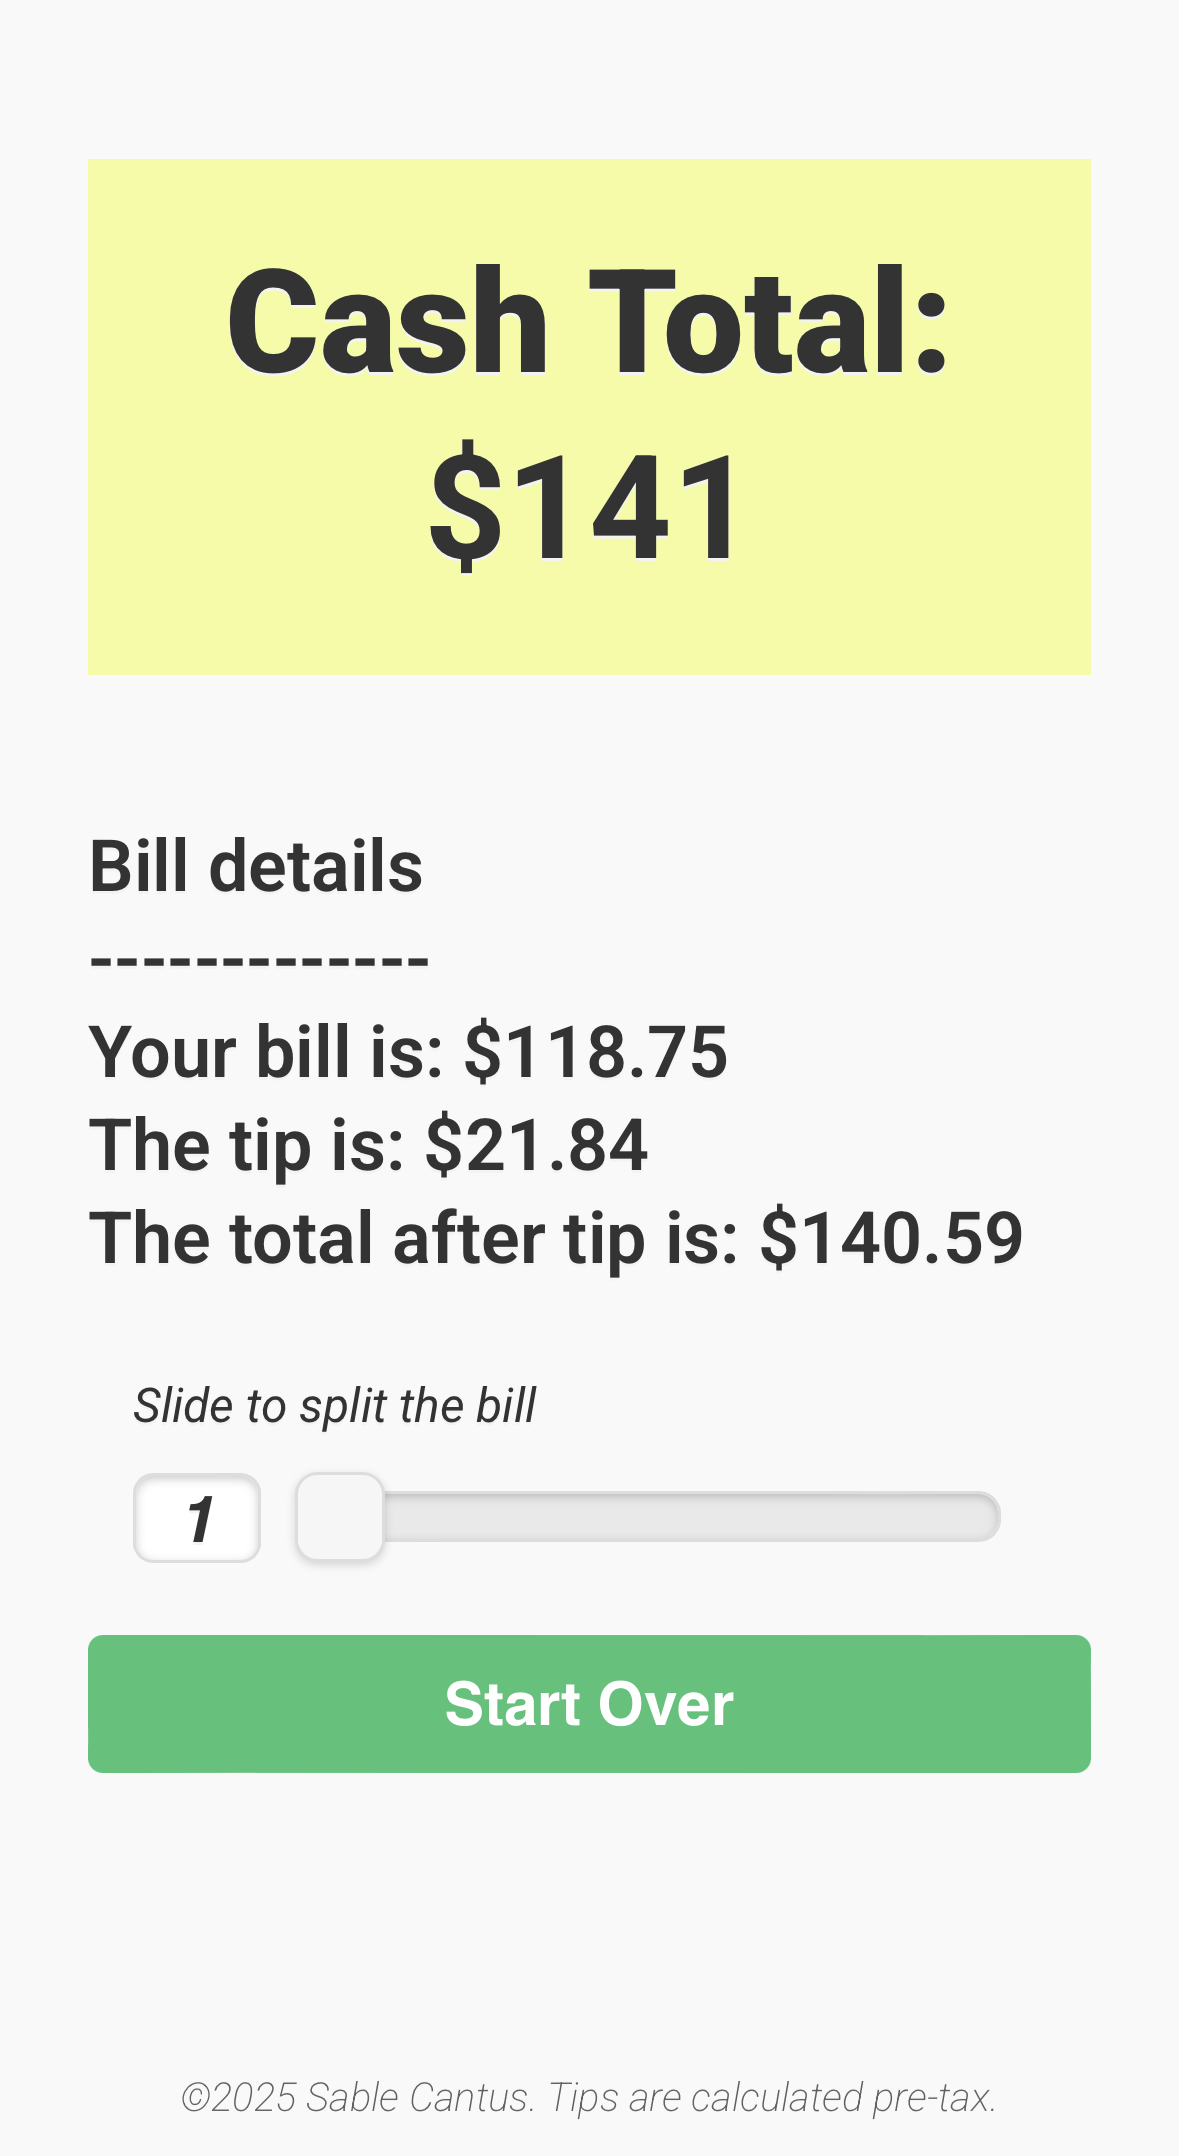 Cash Total:
$141
Bill details
-------------
Your bill is: $118.75
The tip is: $21.84
The total after tip is: $140.59
Slide to split the bill
1
Start Over
©2025 Sable Cantus. Tips are calculated pre-tax.